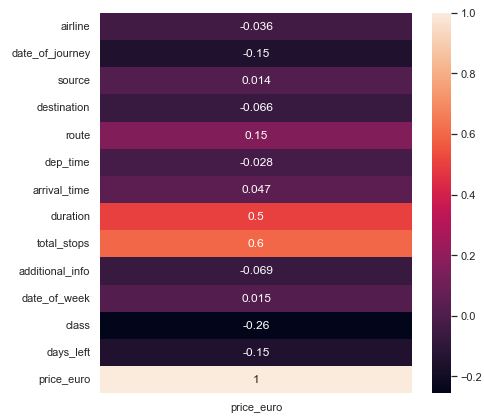 airline -0.036
date_of_journey -0.15
source 0.014
destination -0.066
route 0.15
dep_time -0.028
arrival_time 0.047
duration 0.5
total_stops 0.6
additional_info -0.069
date_of_week 0.015
class -0.26
days_left -0.15
price_euro 1
price_euro
1.0
0.8
0.6
0.4
0.2
0.0
−0.2